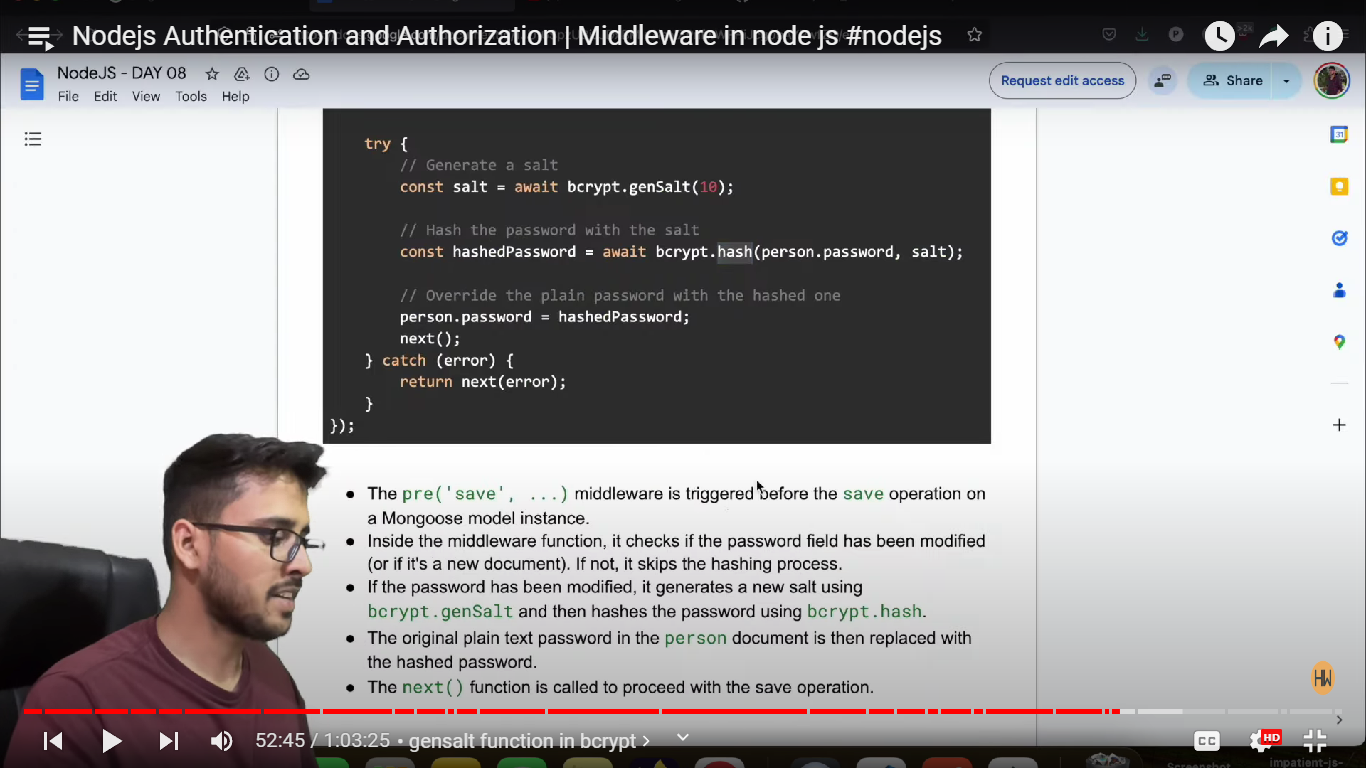 Nodejs Authentication and Authorization | Middleware in node js #nodejs
NodeJS - DAY 08
Request edit access
Share
File Edit View Tools Help
try {
// Generate a salt
const salt = await bcrypt.genSalt(10);
// Hash the password with the salt
const hashedPassword = await bcrypt.hash(person.password, salt);
// Override the plain password with the hashed one
person.password = hashedPassword;
next();
} catch (error) {
return next(error);
}
});
● The pre('save', ...) middleware is triggered before the save operation on
a Mongoose model instance.
● Inside the middleware function, it checks if the password field has been modified
(or if it's a new document). If not, it skips the hashing process.
● If the password has been modified, it generates a new salt using
bcrypt.genSalt and then hashes the password using bcrypt.hash.
● The original plain text password in the person document is then replaced with
the hashed password.
● The next() function is called to proceed with the save operation.
HW
52:45 / 1:03:25 • gensalt function in bcrypt >
CC
HD
Screenshot
impatient-js-